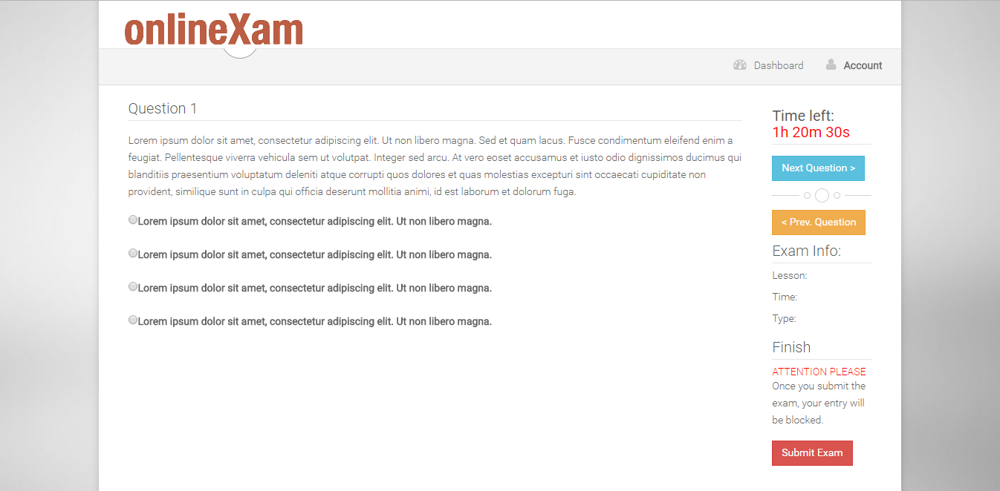 onlineXam
Dashboard
Account
Question 1
Lorem ipsum dolor sit amet, consectetur adipiscing elit. Ut non libero magna. Sed et quam lacus. Fusce condimentum eleifend enim a
feugiat. Pellentesque viverra vehicula sem ut volutpat. Integer sed arcu. At vero eoset accusamus et iusto odio dignissimos ducimus qui
blanditiis praesentium voluptatum deleniti atque corrupti quos dolores et quas molestias excepturi sint occaecati cupiditate non
provident, similique sunt in culpa qui officia deserunt mollitia animi, id est laborum et dolorum fuga.
Lorem ipsum dolor sit amet, consectetur adipiscing elit. Ut non libero magna.
Lorem ipsum dolor sit amet, consectetur adipiscing elit. Ut non libero magna.
Lorem ipsum dolor sit amet, consectetur adipiscing elit. Ut non libero magna.
Lorem ipsum dolor sit amet, consectetur adipiscing elit. Ut non libero magna.
Time left:
1h 20m 30s
Next Question >
< Prev. Question
Exam Info:
Lesson:
Time:
Type:
Finish
ATTENTION PLEASE
Once you submit the
exam, your entry will
be blocked.
Submit Exam